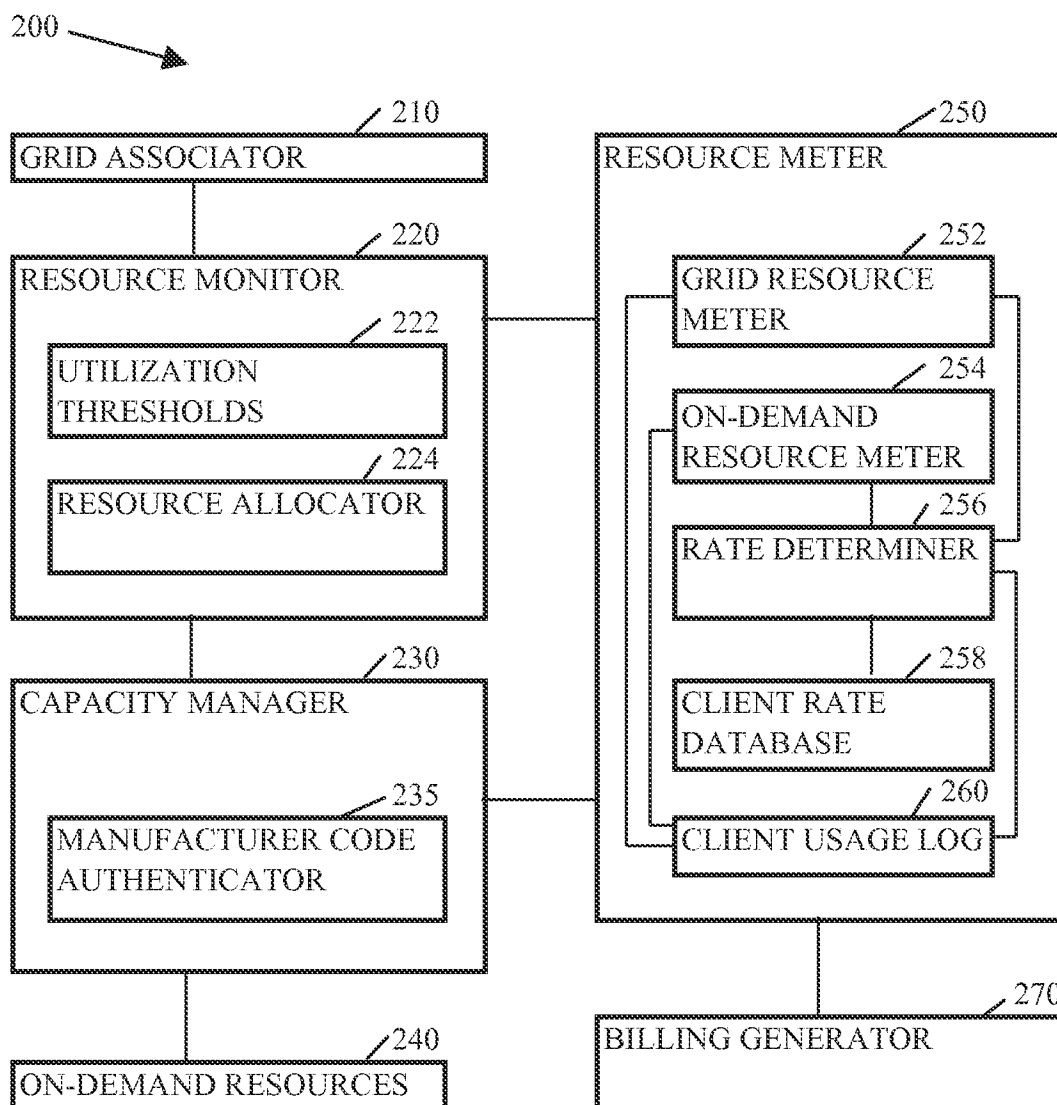 200
210
GRID ASSOCIATOR
220
RESOURCE MONITOR
222
UTILIZATION
THRESHOLDS
224
RESOURCE ALLOCATOR
230
CAPACITY MANAGER
235
MANUFACTURER CODE
AUTHENTICATOR
240
ON-DEMAND RESOURCES
250
RESOURCE METER
252
GRID RESOURCE
METER
254
ON-DEMAND
RESOURCE METER
256
RATE DETERMINER
258
CLIENT RATE
DATABASE
260
CLIENT USAGE LOG
270
BILLING GENERATOR